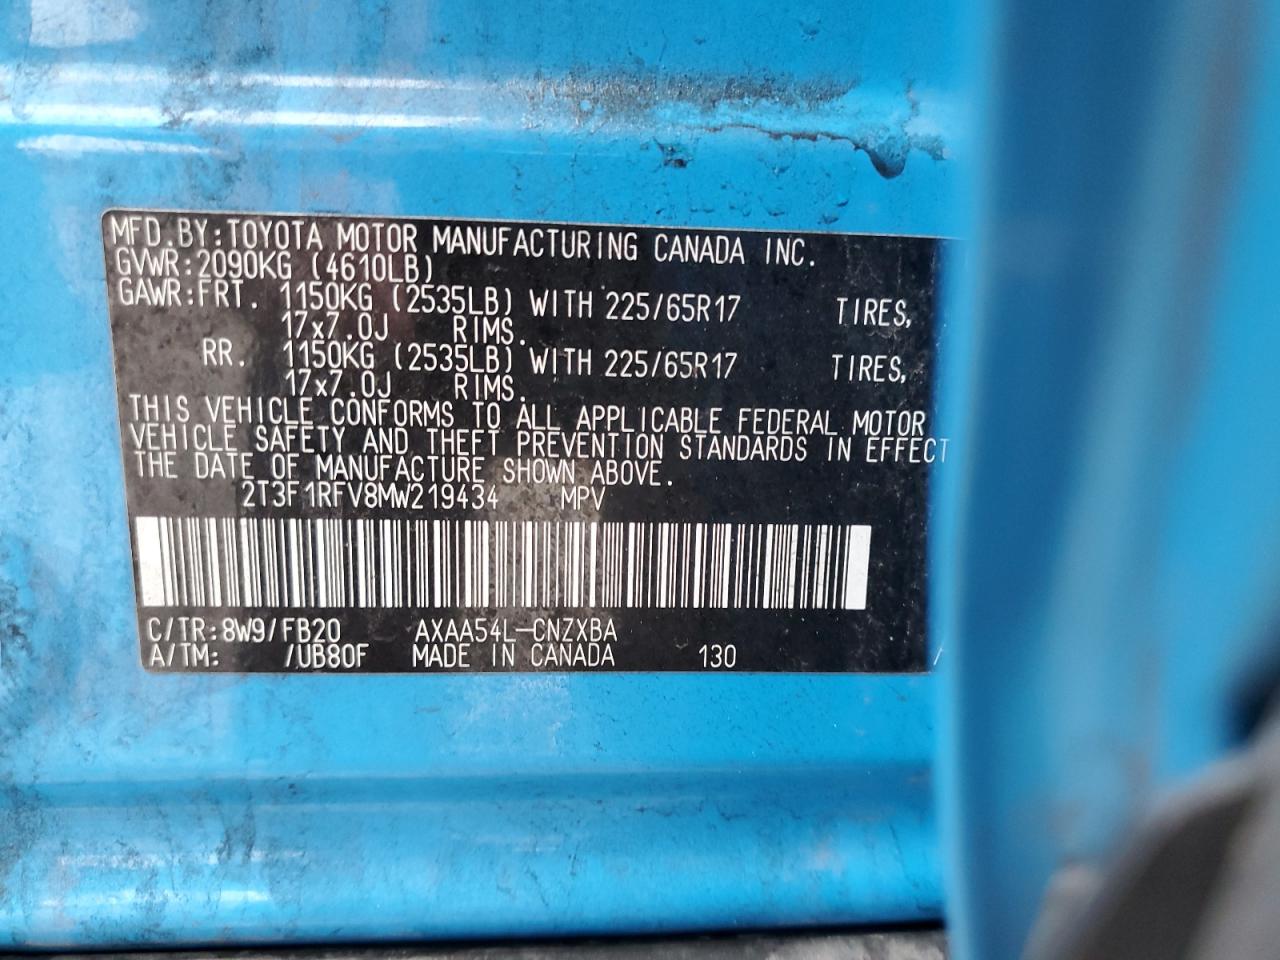 MFD.BY:TOYOTA MOTOR MANUFACTURING CANADA INC.
GVWR:2090KG (4610LB)
GAWR:FRT. 1150KG (2535LB) WITH 225/65R17 TIRES,
17x7.0J RIMS.
RR. 1150KG (2535LB) WITH 225/65R17 TIRES,
17x7.0J RIMS.
THIS VEHICLE CONFORMS TO ALL APPLICABLE FEDERAL MOTOR
VEHICLE SAFETY AND THEFT PREVENTION STANDARDS IN EFFECT
THE DATE OF MANUFACTURE SHOWN ABOVE.
2T3F1RFV8MW219434 MPV
C/TR:8W9/FB20 AXAA54L-CNZXBA
A/TM: /UB80F MADE IN CANADA 130